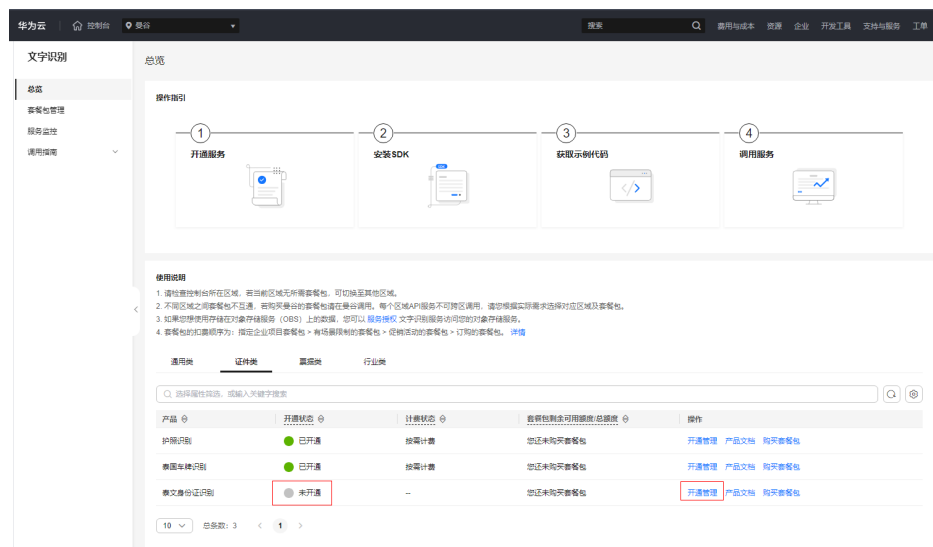 华为云 控制台 曼谷 搜索 费用与成本 资源 企业 开发工具 支持与服务 工单
文字识别
总览
套餐包管理
服务监控
调用指南
总览
操作指引
1 2 3 4
开通服务 安装SDK 获取示例代码 调用服务
使用说明
1. 请检查控制台所在区域，若当前区域无所需套餐包，可切换至其他区域。
2. 不同区域之间套餐包不互通，若购买曼谷的套餐包请在曼谷调用。每个区域API服务不可跨区调用，请您根据实际需求选择对应区域及套餐包。
3. 如果您想使用存储在对象存储服务（OBS）上的数据，您可以 服务授权 文字识别服务访问您的对象存储服务。
4. 套餐包的扣费顺序为：指定企业项目套餐包 > 有场景限制的套餐包 > 促销活动的套餐包 > 订购的套餐包。 详情
通用类 证件类 票据类 行业类
选择属性筛选，或输入关键字搜索
产品 开通状态 计费状态 套餐包剩余可用额度/总额度 操作
护照识别 已开通 按需计费 您还未购买套餐包 开通管理 产品文档 购买套餐包
泰国车牌识别 已开通 按需计费 您还未购买套餐包 开通管理 产品文档 购买套餐包
泰文身份证识别 未开通 -- 您还未购买套餐包 开通管理 产品文档 购买套餐包
10 总条数：3 < 1 >